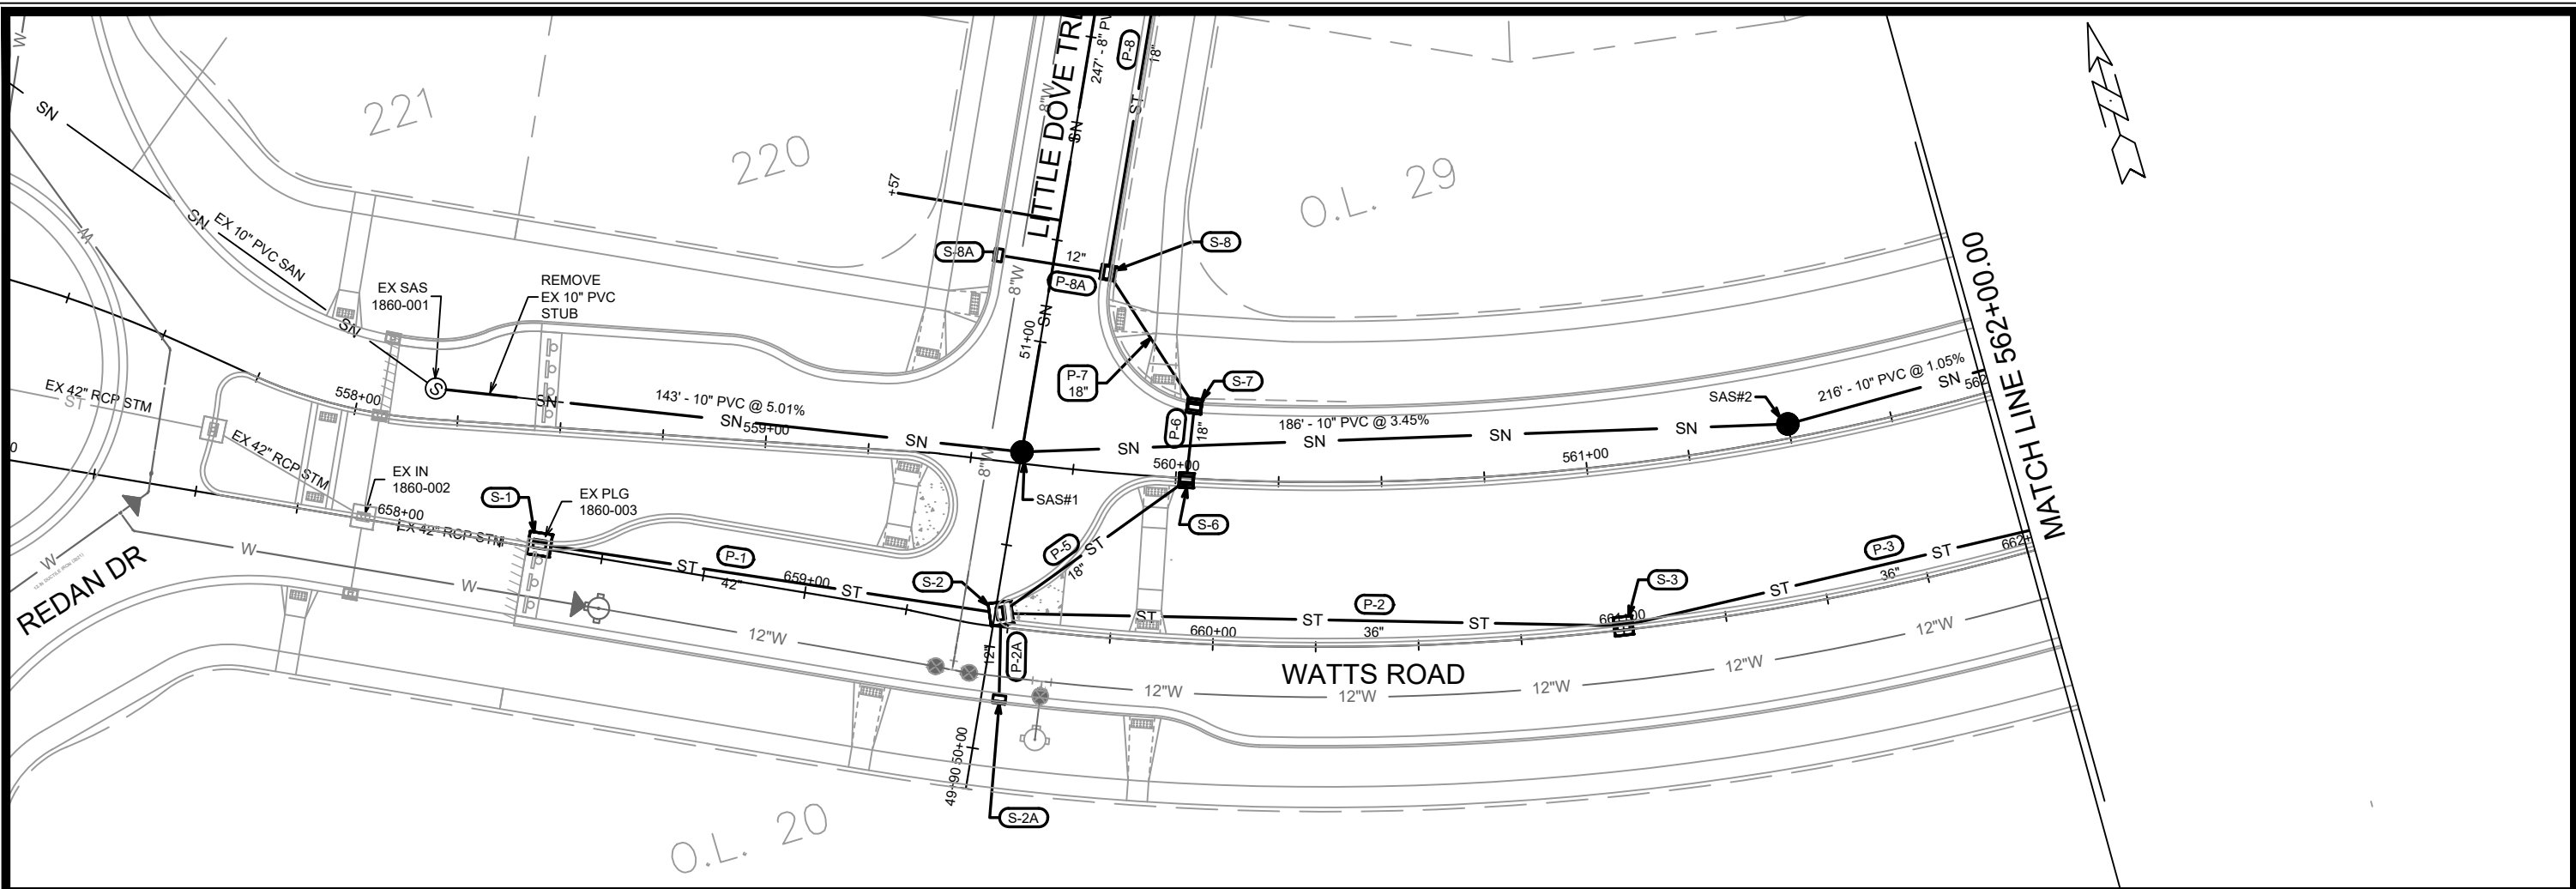 LITTLE DOVE TR
247' - 8" P
P-8
18"
ST
8"W
SN
W
SN
221
220
O.L. 29
+57
SN
EX 10" PVC SAN
W
S-8A
12"
P-8A
S-8
8"W
SN
51+00
EX SAS
1860-001
REMOVE
EX 10" PVC
STUB
SN
S
SN
P-7
18"
S-7
EX 42" RCP STM
ST
558+00
143' - 10" PVC @ 5.01%
SN
559+00
SN
8"W
SN
P-6
18"
186' - 10" PVC @ 3.45%
SN
SN
SN
SAS#2
216' - 10" PVC @ 1.05%
SN
562
MATCH LINE 562+00.00
EX 42" RCP STM
EX IN
1860-002
560+00
561+00
658+00
EX 42" RCP STM
S-1
EX PLG
1860-003
SAS#1
S-6
W
REDAN DR
W
W
P-1
ST
42"
659+00
ST
S-2
P-5
ST
18"
P-2
ST
660+00
ST
36"
ST
661+00
S-3
ST
P-3
36"
ST
662+
12"W
12"
P-2A
WATTS ROAD
12"W
12"W
12"W
12"W
12"W
49+90
50+00
S-2A
O.L. 20